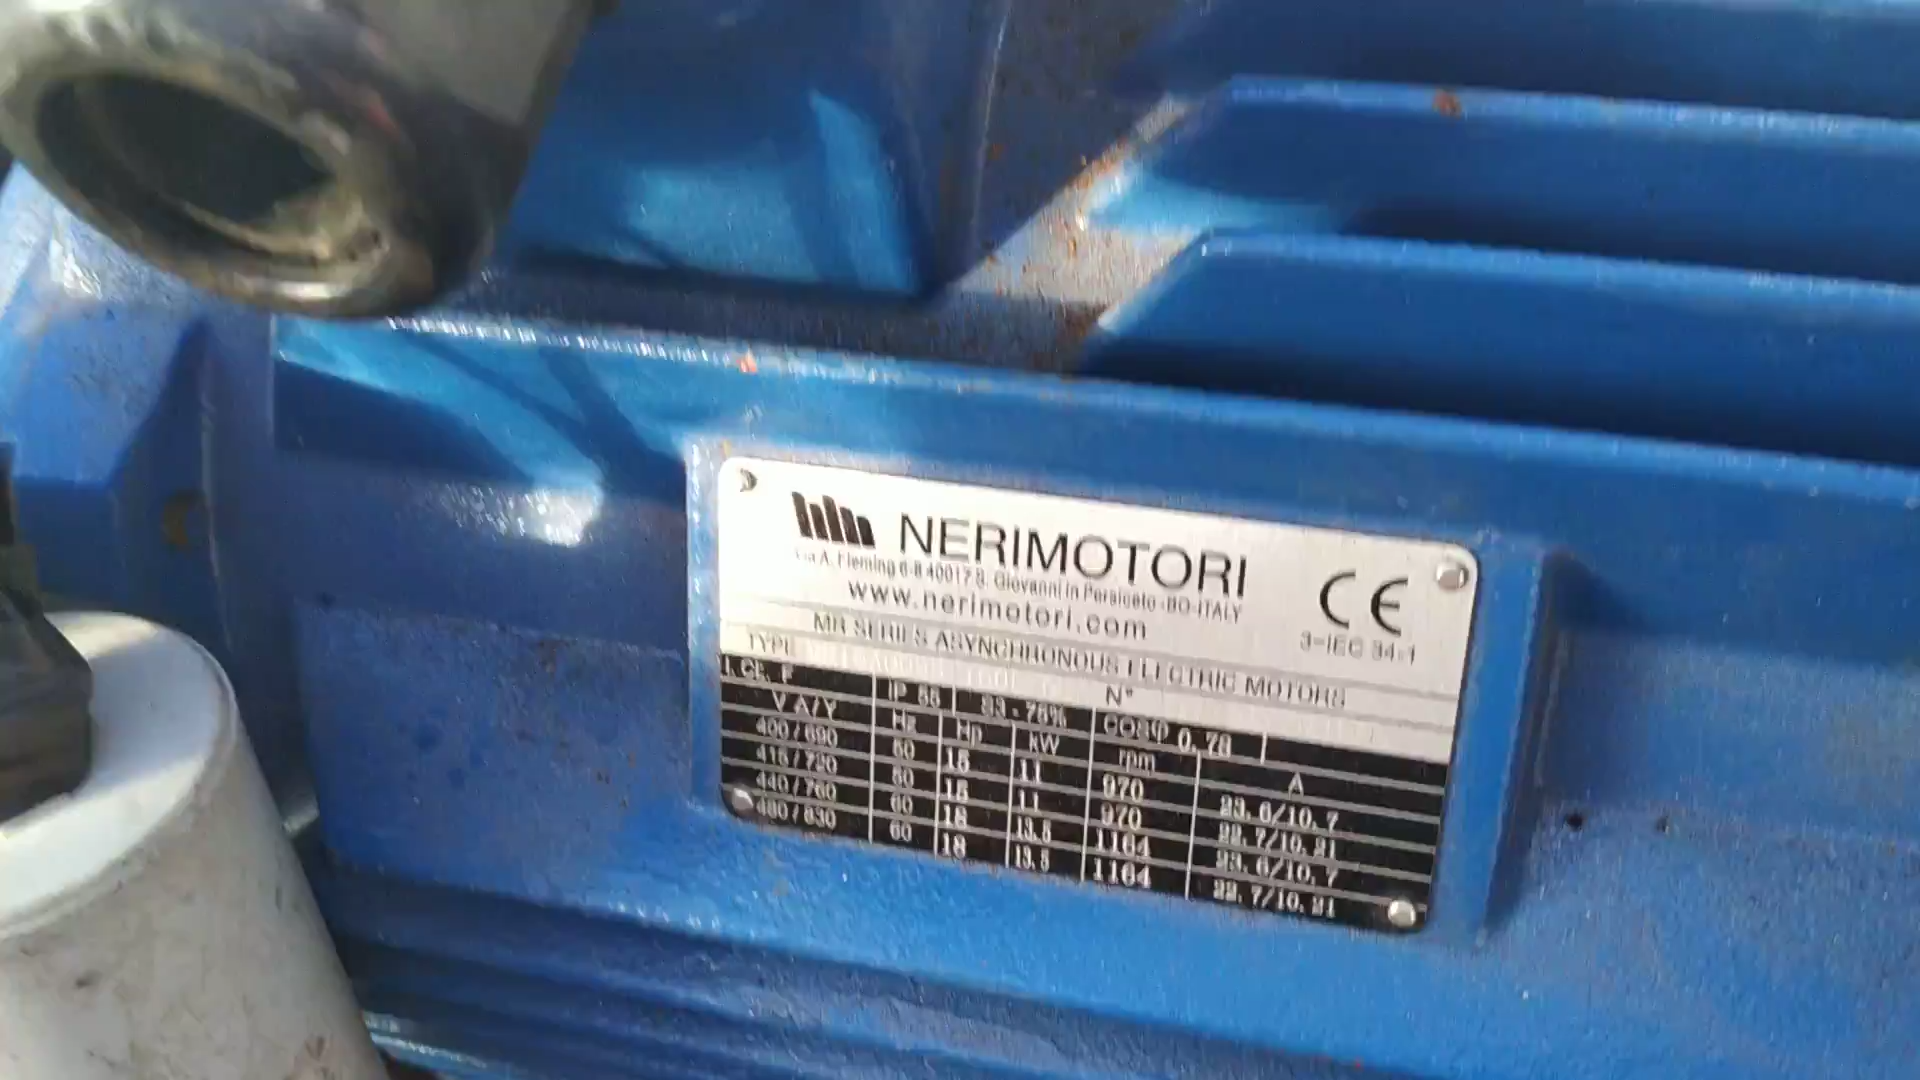 NERIMOTORI
Via A. Fleming 6-8 40017 S. Giovanni in Persiceto -BO-ITALY
www.nerimotori.com
CE
3-IEC 34-1
MR SERIES ASYNCHRONOUS ELECTRIC MOTORS
TYPE N°
I.CL. F IP 55 COSφ 0.78
V Δ/Y Hz Hp kW rpm A
400/690 50 15 11 970 23.6/10.7
415/720 50 15 11 970 22.7/10.21
440/760 60 18 13.5 1164 23.6/10.7
480/830 60 18 13.5 1164 22.7/10.21